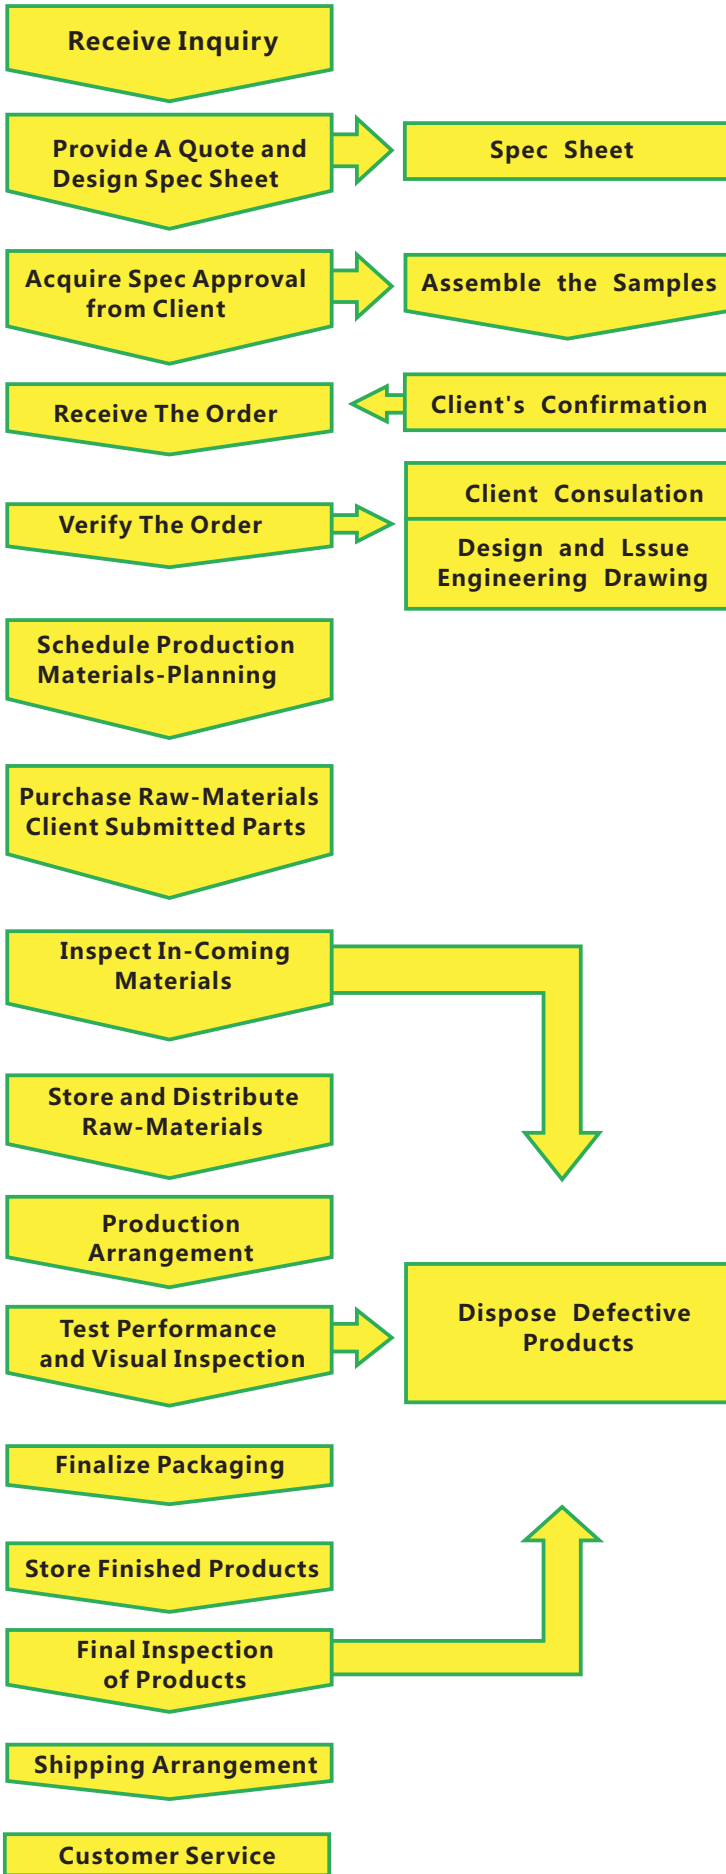 Receive Inquiry
Provide A Quote and
Design Spec Sheet
Spec Sheet
Acquire Spec Approval
from Client
Assemble the Samples
Receive The Order
Client's Confirmation
Verify The Order
Client Consulation
Design and Lssue
Engineering Drawing
Schedule Production
Materials-Planning
Purchase Raw-Materials
Client Submitted Parts
Inspect In-Coming
Materials
Store and Distribute
Raw-Materials
Production
Arrangement
Test Performance
and Visual Inspection
Dispose Defective
Products
Finalize Packaging
Store Finished Products
Final Inspection
of Products
Shipping Arrangement
Customer Service